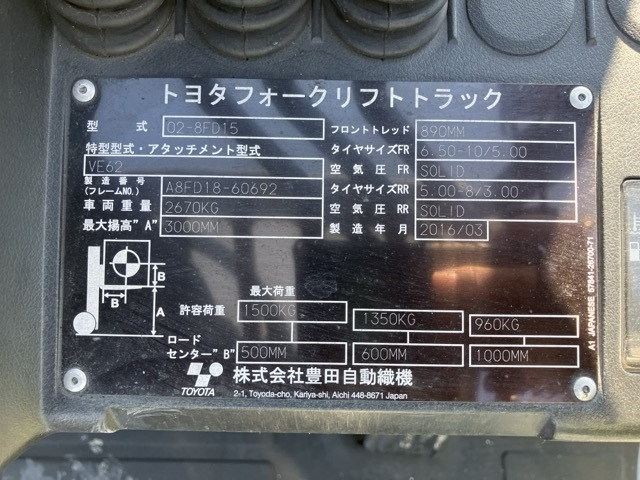 トヨタフォークリフトトラック
型式 02-8FD15 フロントトレッド 890MM
特型型式・アタッチメント型式 タイヤサイズFR 6.50-10/5.00
VE62 空気圧FR SOLID
製造番号 (フレームNO.) A8FD18-60692 タイヤサイズRR 5.00-8/3.00
車両重量 2670KG 空気圧RR SOLID
最大揚高"A" 3000MM 製造年月 2016/03
B
B
A
最大荷重
許容荷重 1500KG 1350KG 960KG
ロード
センター"B" 500MM 600MM 1000MM
TOYOTA 株式会社豊田自動織機
2-1, Toyoda-cho, Kariya-shi, Aichi 448-8671 Japan
A1 JAPANESE 57841-26700-71